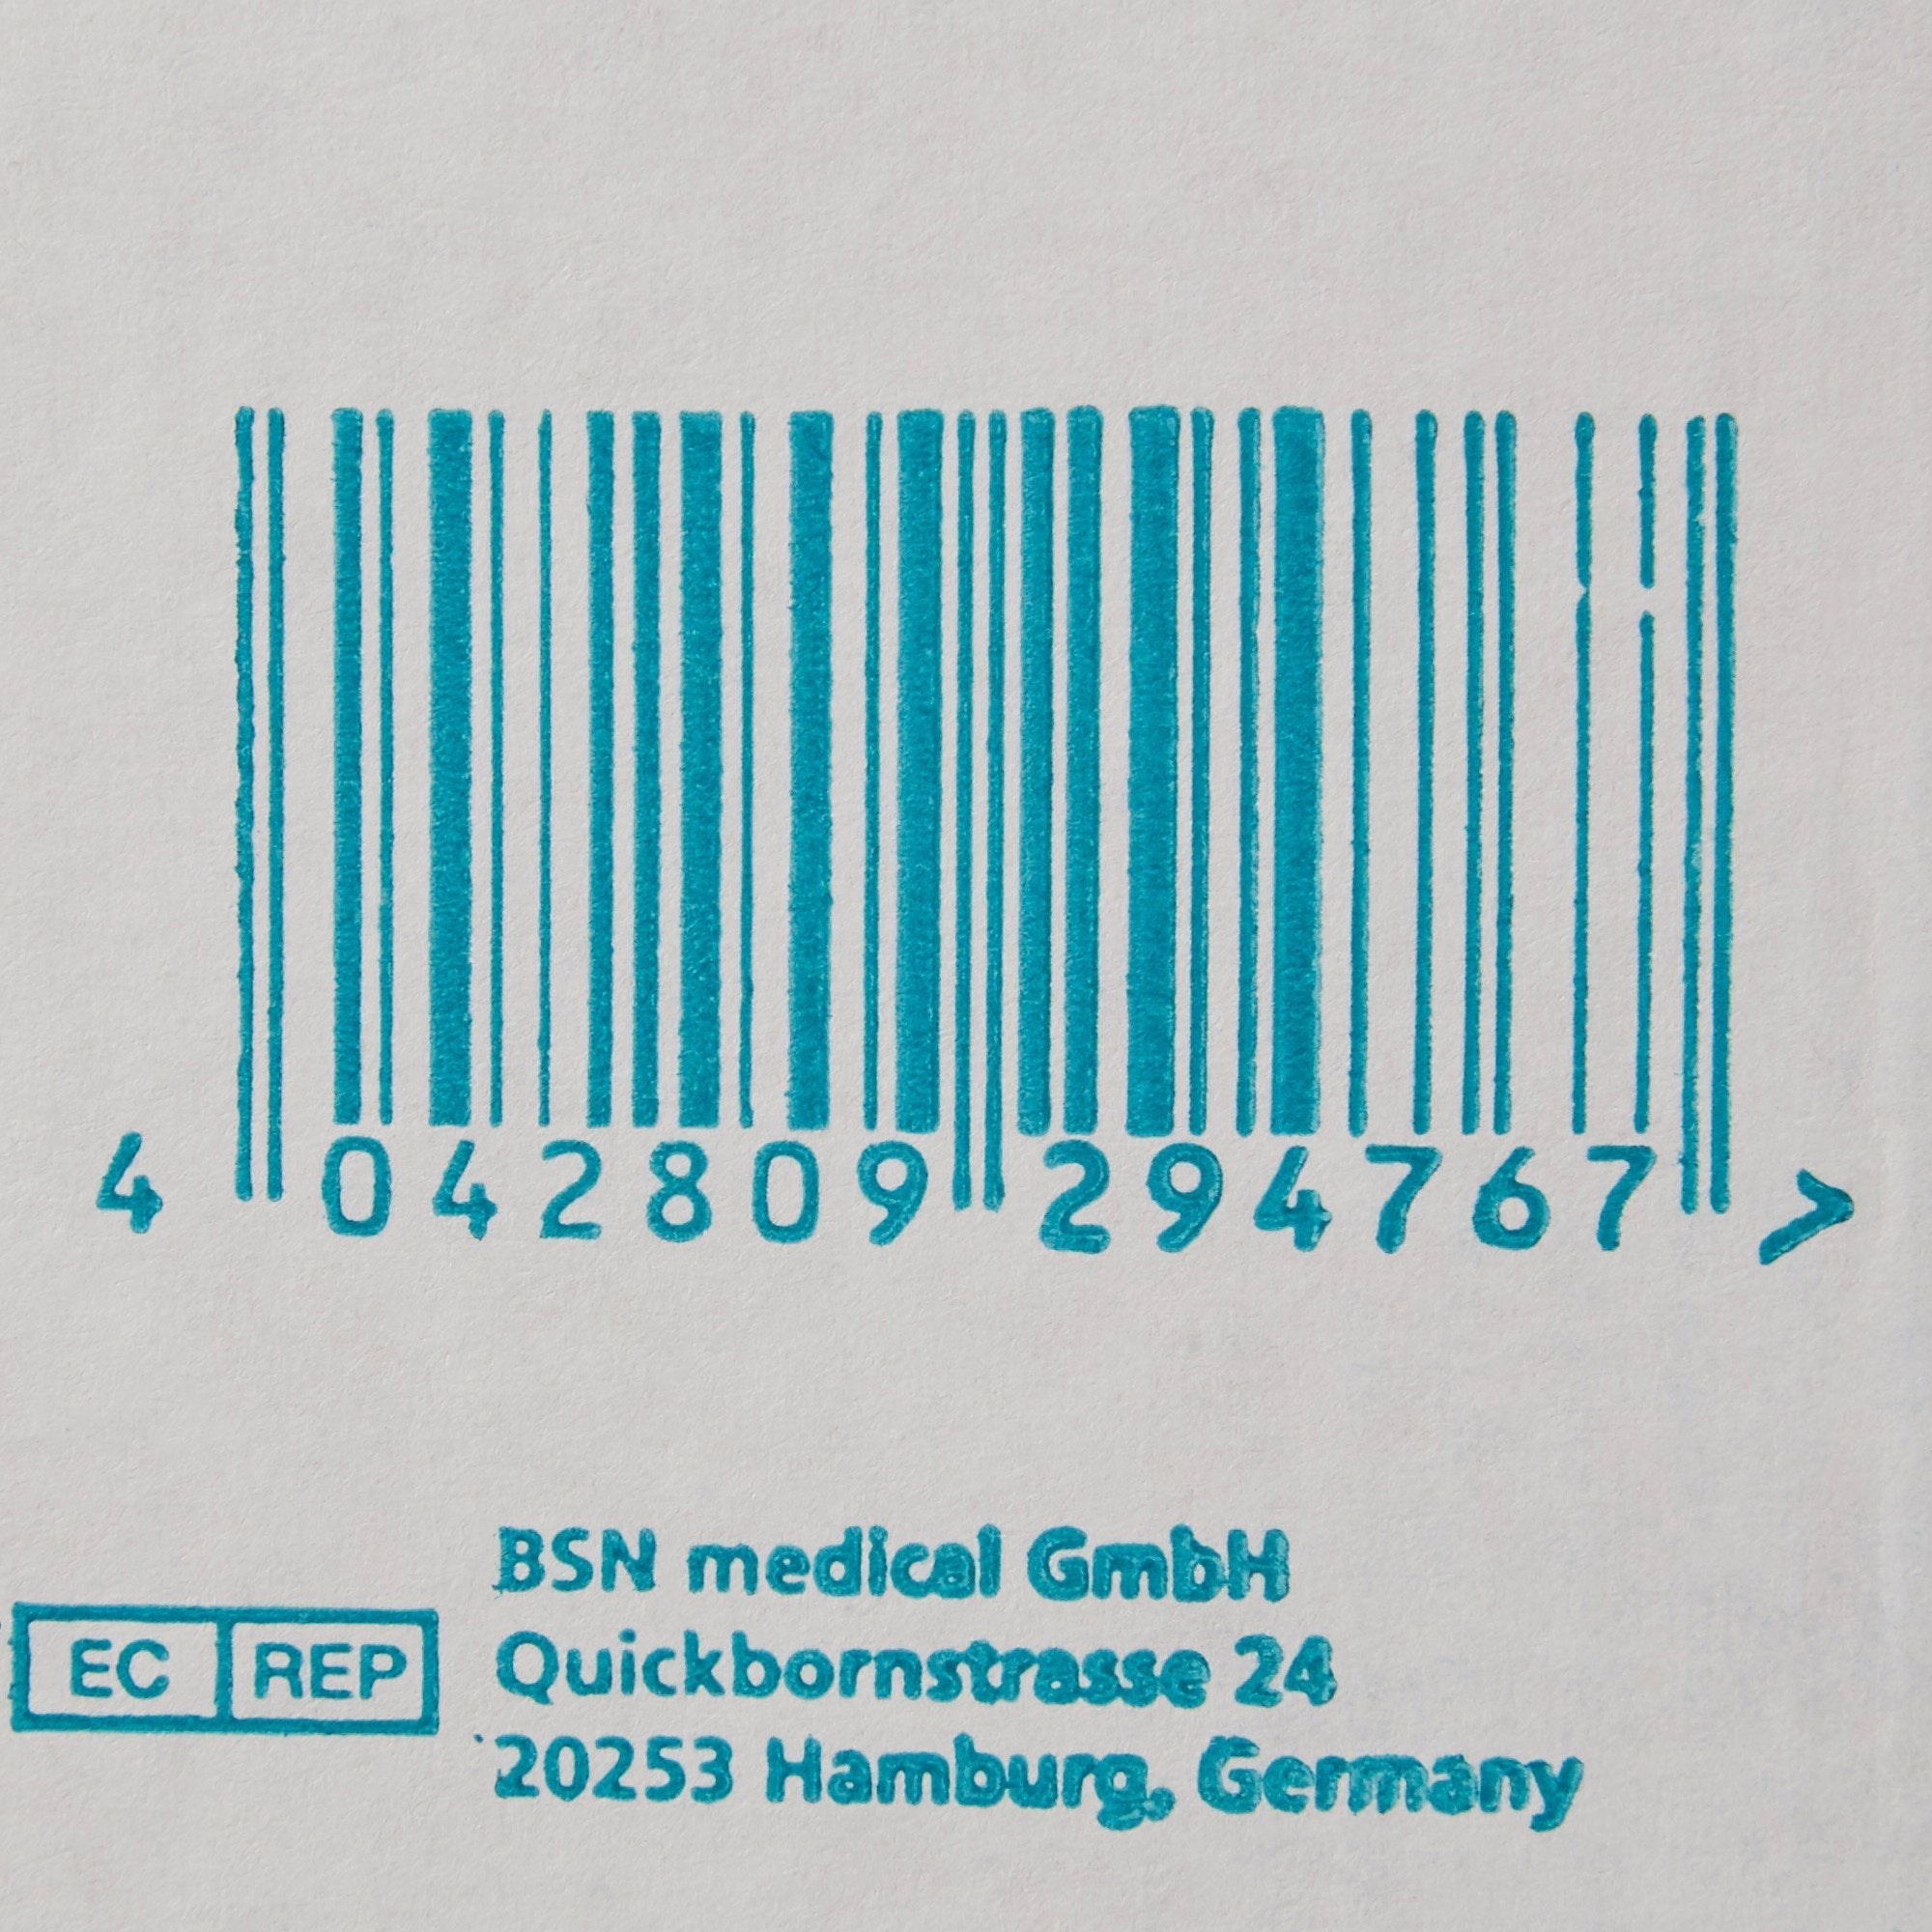 4 042809 294767 >
BSN medical GmbH
EC REP Quickbornstrasse 24
20253 Hamburg, Germany